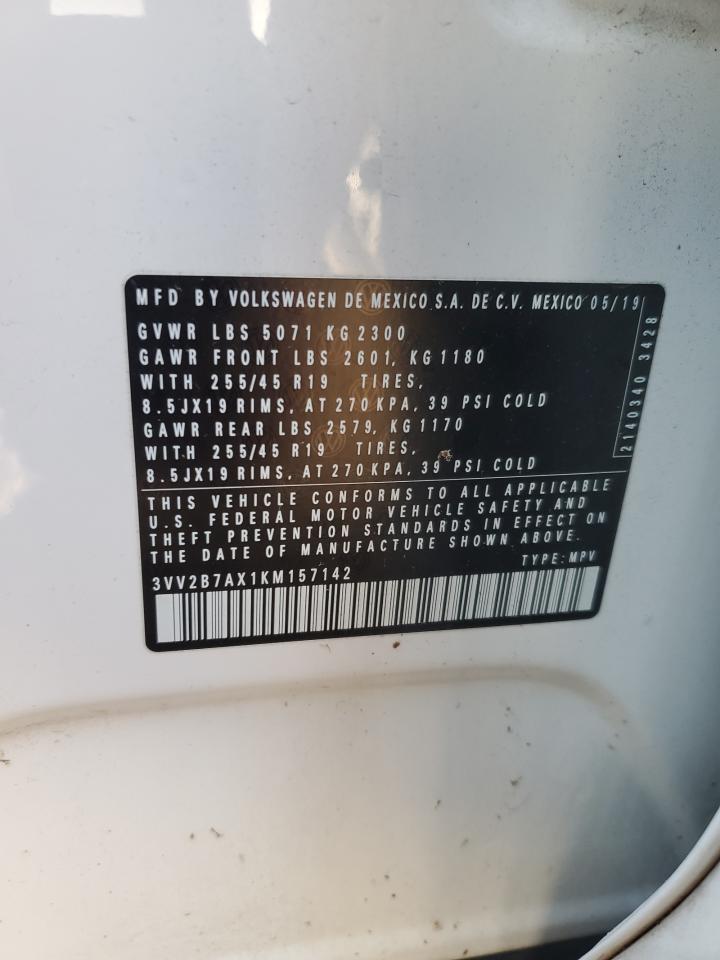 MFD BY VOLKSWAGEN DE MEXICO S.A. DE C.V. MEXICO 05/19
GVWR LBS 5071 KG 2300
GAWR FRONT LBS 2601, KG 1180
WITH 255/45 R19 TIRES,
8.5JX19 RIMS, AT 270 KPA, 39 PSI COLD
GAWR REAR LBS 2579, KG 1170
WITH 255/45 R19 TIRES,
8.5JX19 RIMS, AT 270 KPA, 39 PSI COLD
2140340 3428
THIS VEHICLE CONFORMS TO ALL APPLICABLE
U.S. FEDERAL MOTOR VEHICLE SAFETY AND
THEFT PREVENTION STANDARDS IN EFFECT ON
THE DATE OF MANUFACTURE SHOWN ABOVE.
TYPE: MPV
3VV2B7AX1KM157142